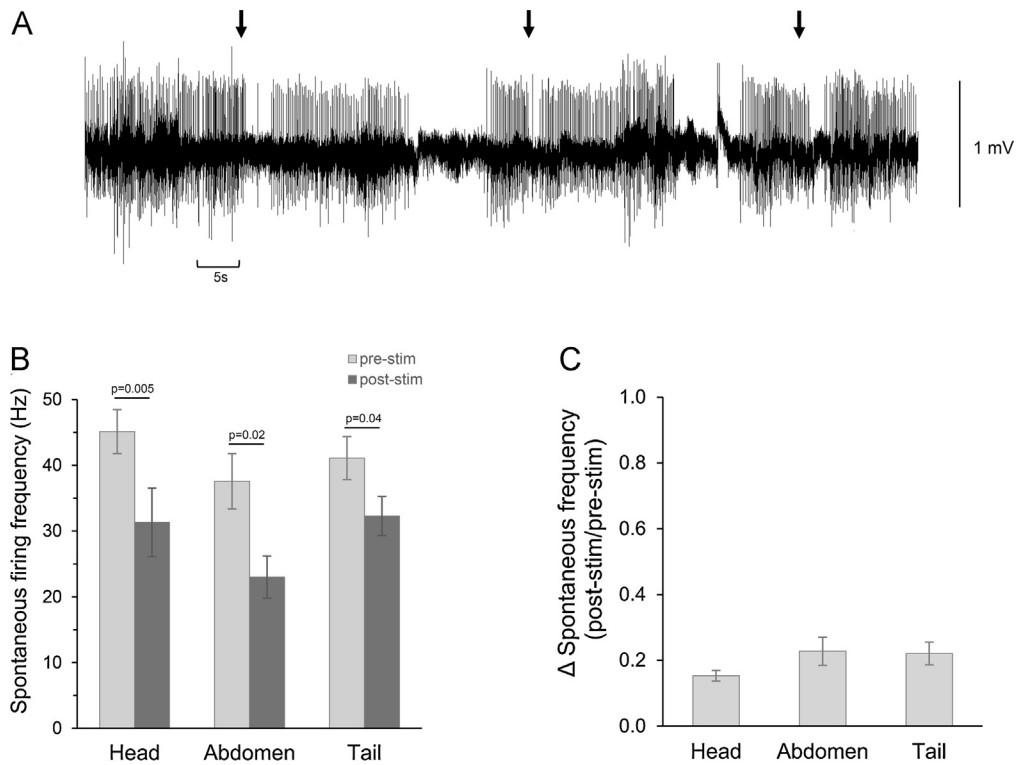 A
1 mV
5s
B
pre-stim
post-stim
Spontaneous firing frequency (Hz)
50
40
30
20
10
0
p=0.005
p=0.02
p=0.04
Head
Abdomen
Tail
C
Δ Spontaneous frequency
(post-stim/pre-stim)
1.0
0.8
0.6
0.4
0.2
0.0
Head
Abdomen
Tail